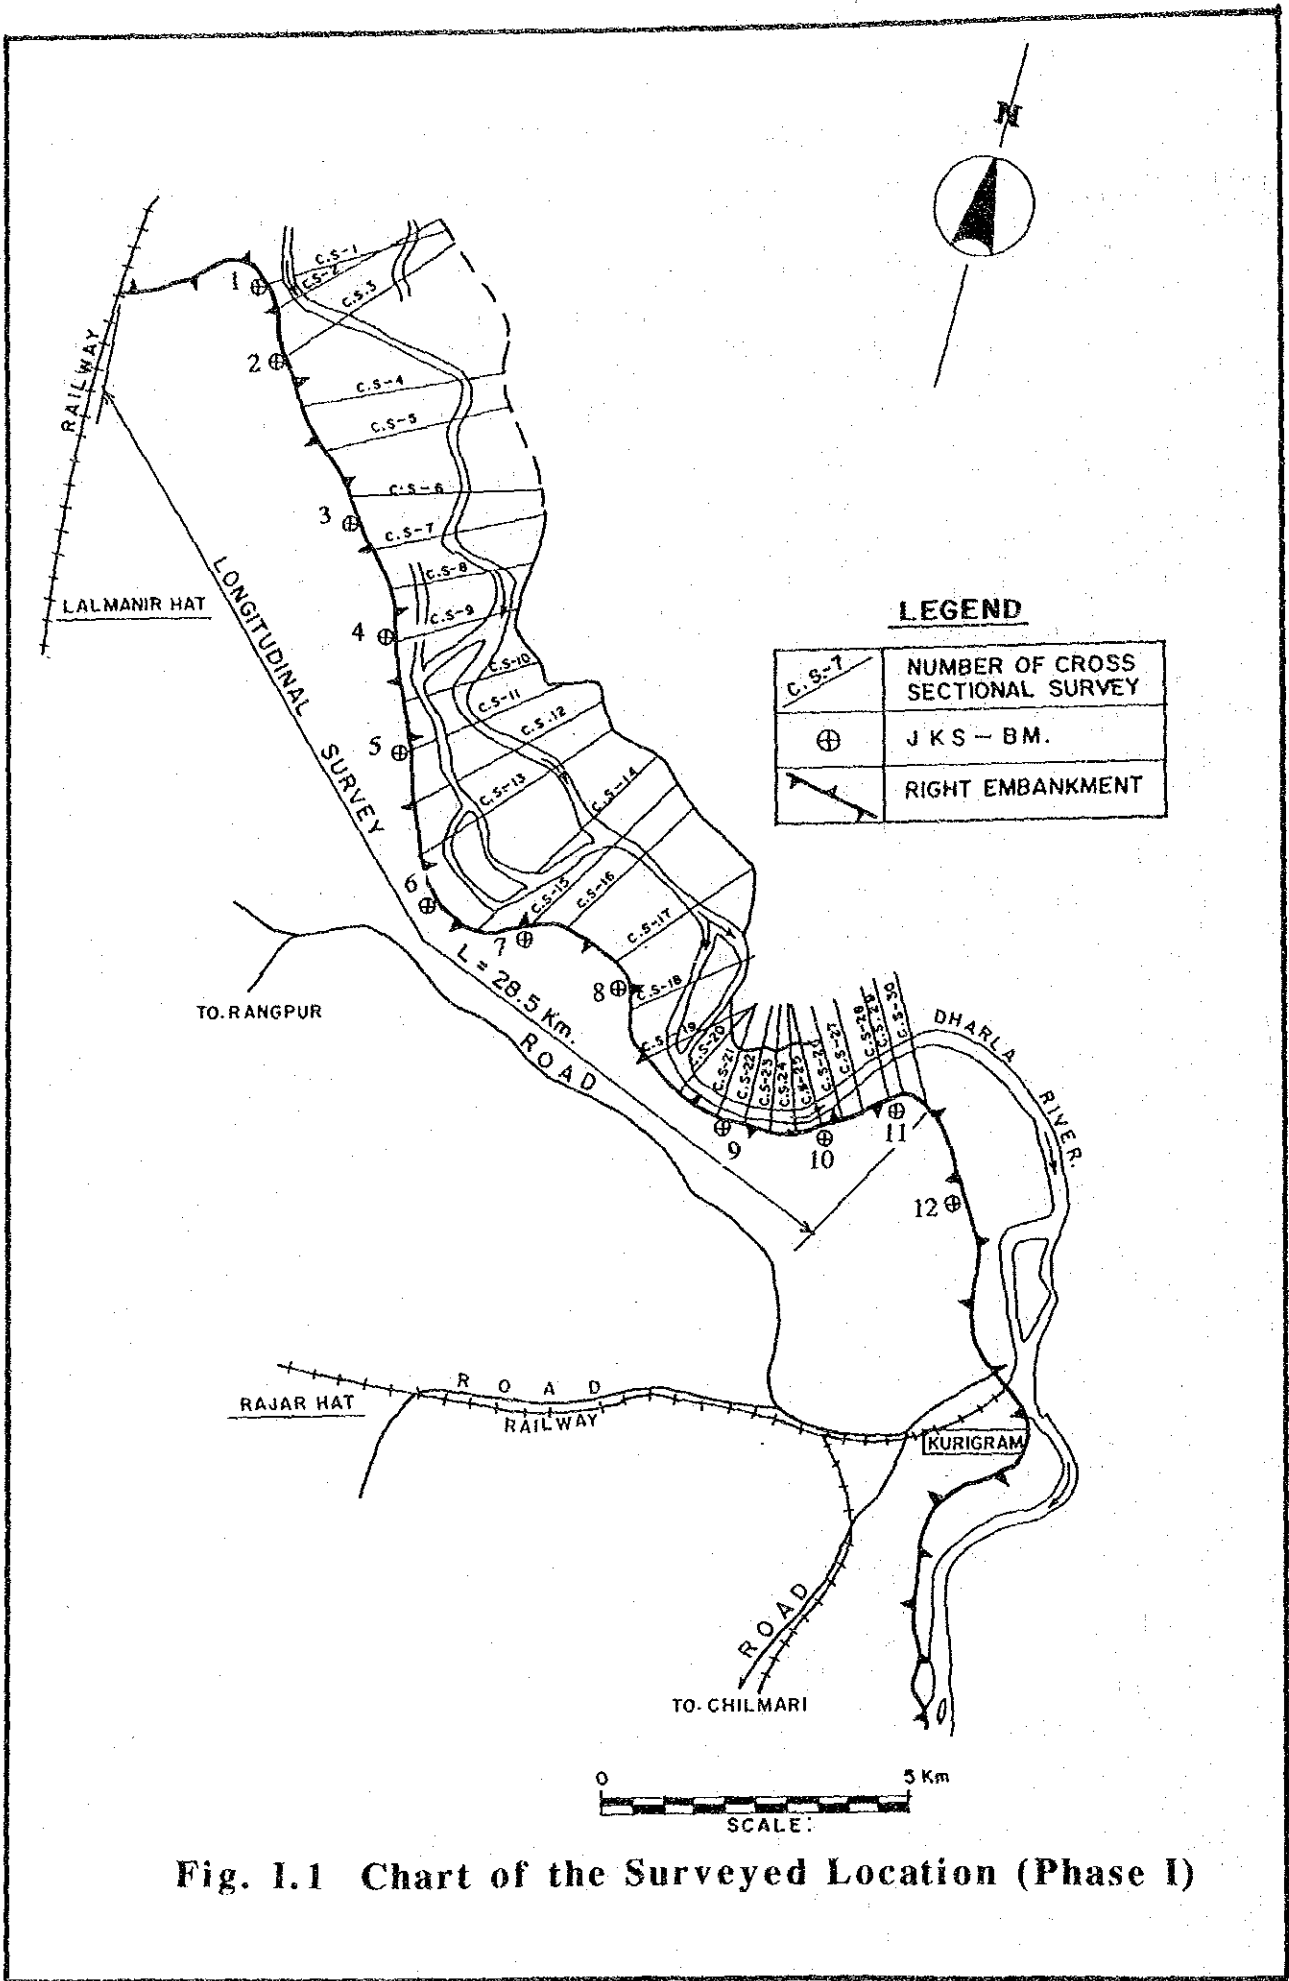 N
C.S-1
C.S-2
C.S.3
1
2
RAILWAY
C.S-4
C.S-5
C.S-6
3
C.S-7
C.S-8
C.S-9
LALMANIR HAT
LONGITUDINAL SURVEY
4
C.S-10
C.S-11
C.S.12
5
C.S-13
C.S-14
LEGEND
C.S.-7
NUMBER OF CROSS
SECTIONAL SURVEY
JKS-BM.
RIGHT EMBANKMENT
6
C.S-15
C.S-16
7
C.S-17
L = 28.5 Km.
8
C.S-18
TO. RANGPUR
ROAD
C.S-19
C.S-20
C.S-21
C.S-22
C.S-23
C.S-24
C.S-25
C.S-26
C.S-27
C.S-28
C.S-29
C.S-30
DHARLA RIVER.
9
10
11
12
RAJAR HAT
ROAD
RAILWAY
KURIGRAM
ROAD
TO. CHILMARI
0 5 Km
SCALE:
Fig. I.1 Chart of the Surveyed Location (Phase I)